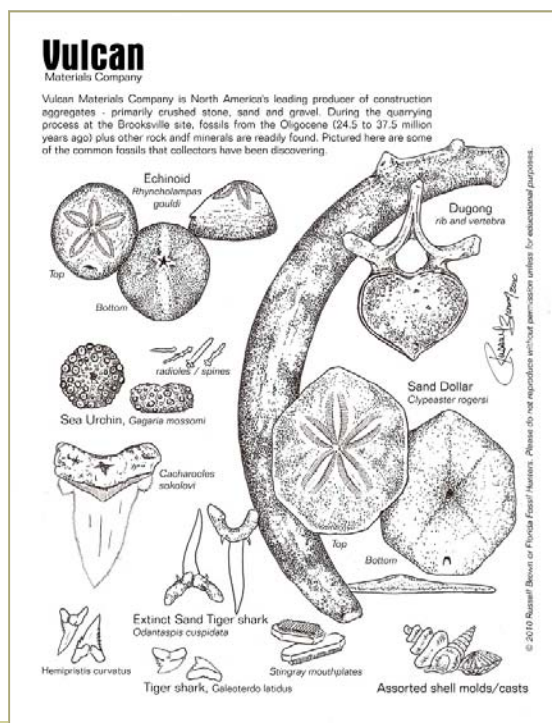 Vulcan
Materials Company
Vulcan Materials Company is North America's leading producer of construction
aggregates - primarily crushed stone, sand and gravel. During the quarrying
process at the Brooksville site, fossils from the Oligocene (24.5 to 37.5 million
years ago) plus other rock andf minerals are readily found. Pictured here are some
of the common fossils that collectors have been discovering.
Echinoid
Rhyncholampas
gouldi
Top
Bottom
Dugong
rib and vertebra
radioles / spines
Sea Urchin, Gagaria mossomi
Sand Dollar
Clypeaster rogersi
Cacharocles
sokolovi
Top
Bottom
Extinct Sand Tiger shark
Odantaspis cuspidata
Hemipristis curvatus
Tiger shark, Galeoterdo latidus
Stingray mouthplates
Assorted shell molds/casts
© 2010 Russell Brown or Florida Fossil Hunters. Please do not reproduce without permission unless for educational purposes.